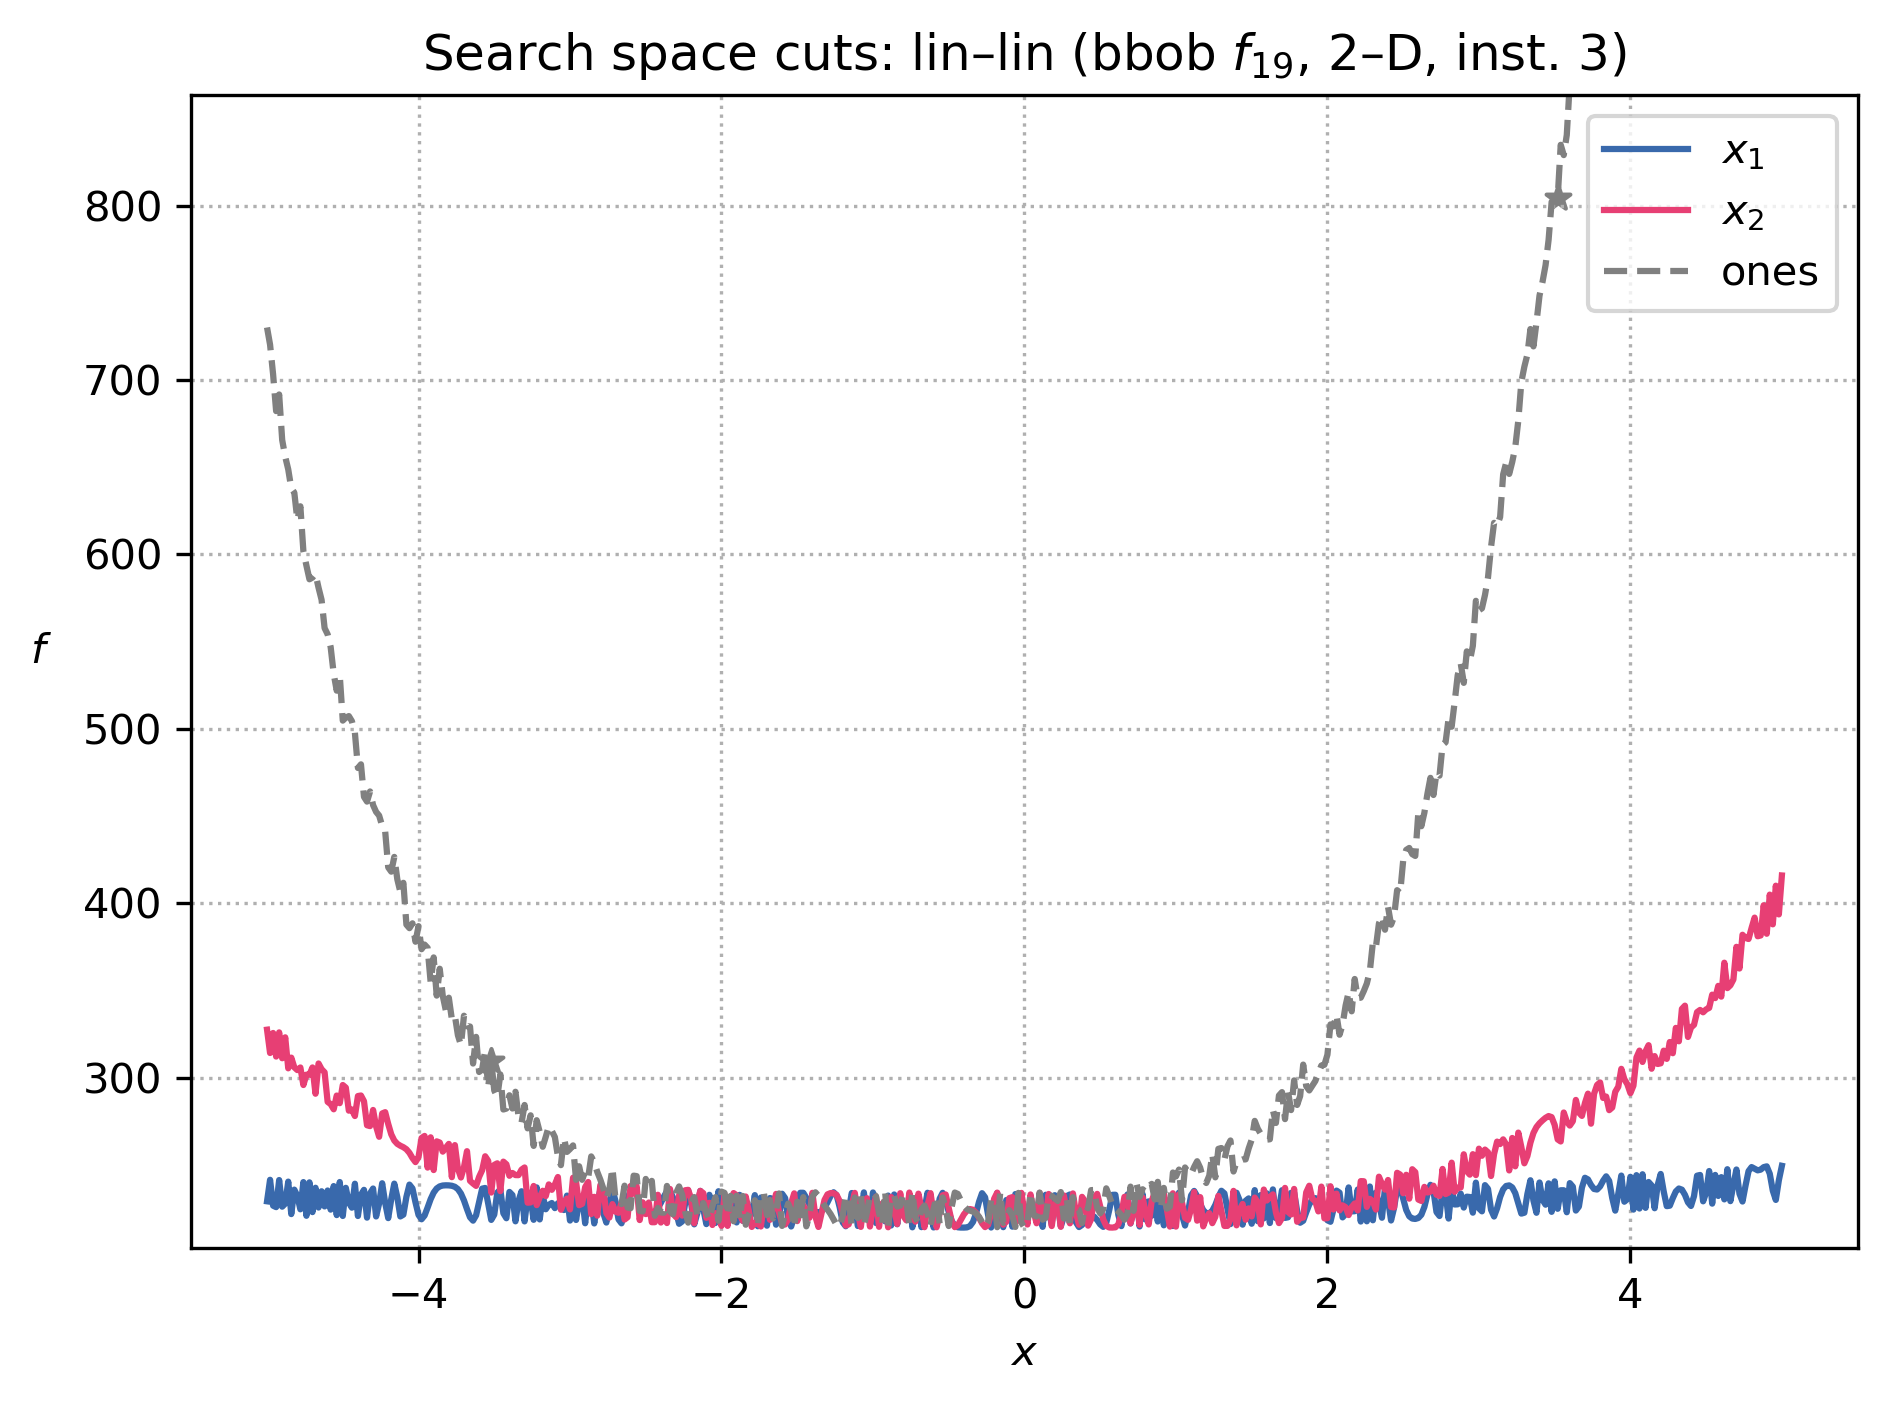 Search space cuts: lin–lin (bbob f₁₉, 2–D, inst. 3)
x₁
x₂
ones
800
700
600
500
400
300
f
−4 −2 0 2 4
x